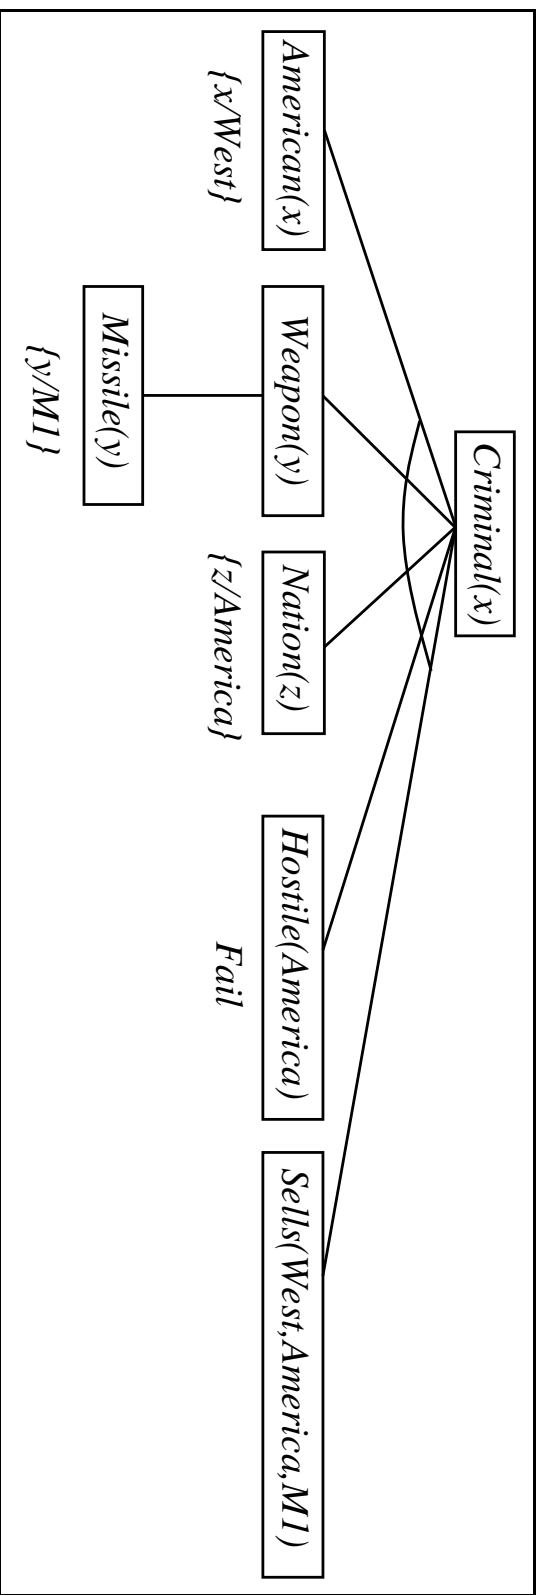 Criminal(x)
American(x)
Weapon(y)
Nation(z)
Hostile(America)
Sells(West,America,M1)
{x/West}
{z/America}
Fail
Missile(y)
{y/M1}